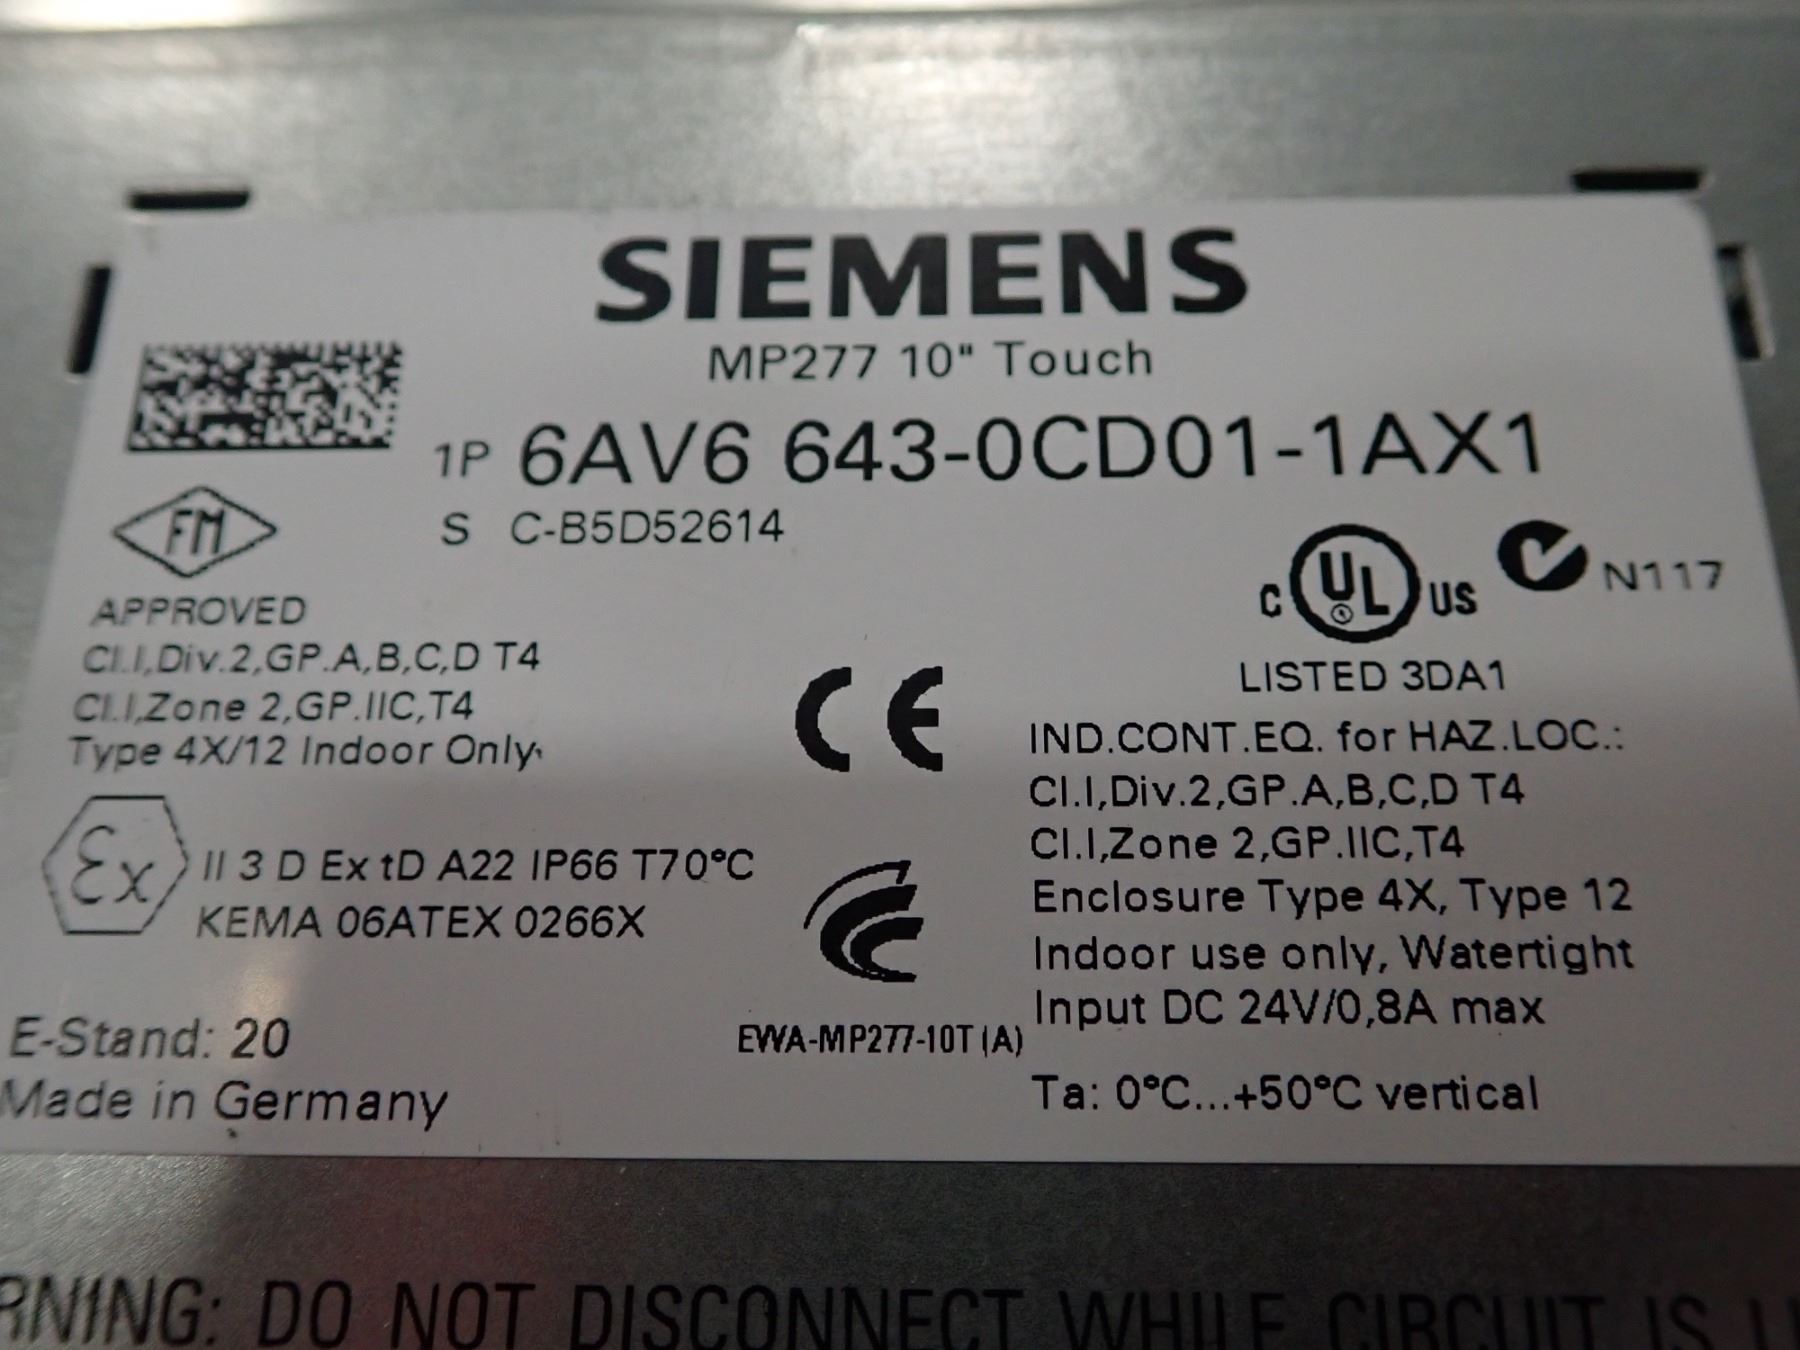 SIEMENS
MP277 10" Touch
1P 6AV6 643-0CD01-1AX1
S C-B5D52614
FM
APPROVED
Cl.I,Div.2,GP.A,B,C,D T4
Cl.I,Zone 2,GP.IIC,T4
Type 4X/12 Indoor Only
C UL US
N117
LISTED 3DA1
CE
IND.CONT.EQ. for HAZ.LOC.:
Cl.I,Div.2,GP.A,B,C,D T4
Cl.I,Zone 2,GP.IIC,T4
Enclosure Type 4X, Type 12
Indoor use only, Watertight
Input DC 24V/0,8A max
Ta: 0°C...+50°C vertical
Ex II 3 D Ex tD A22 IP66 T70°C
KEMA 06ATEX 0266X
EWA-MP277-10T(A)
E-Stand: 20
Made in Germany
RNING: DO NOT DISCONNECT WHILE CIRCUIT IS